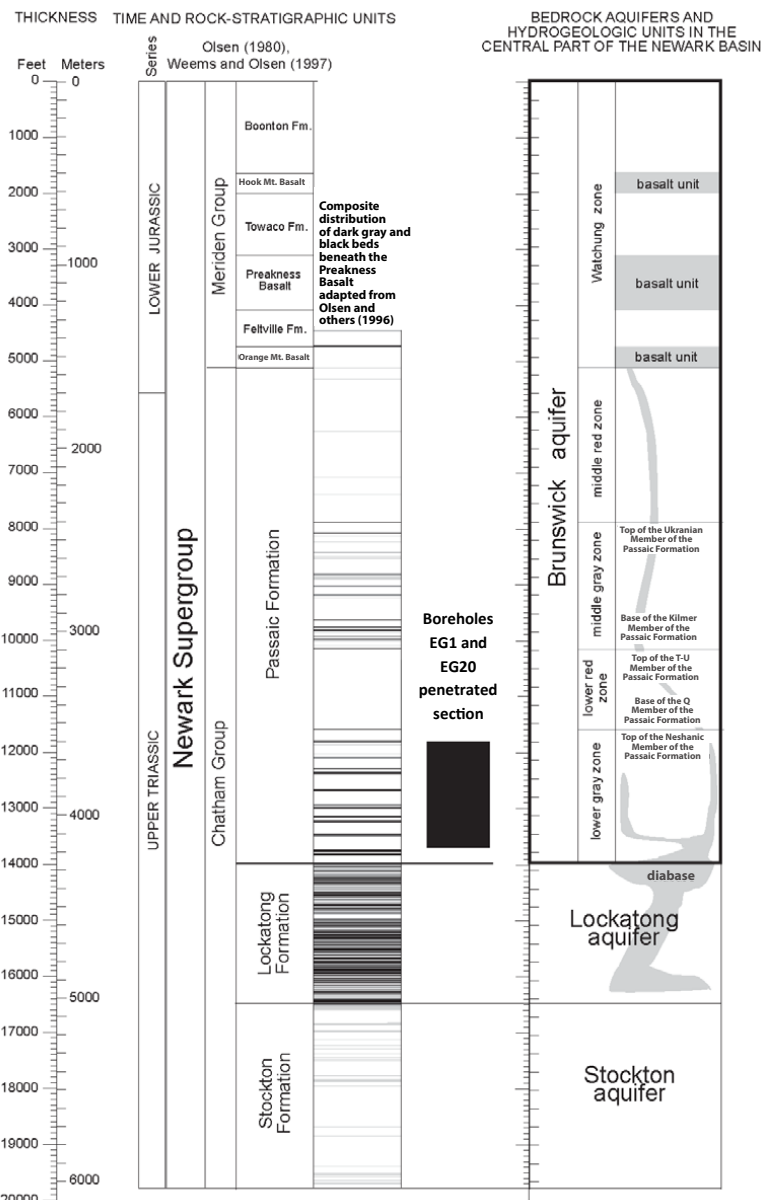 THICKNESS
TIME AND ROCK-STRATIGRAPHIC UNITS
BEDROCK AQUIFERS AND
HYDROGEOLOGIC UNITS IN THE
CENTRAL PART OF THE NEWARK BASIN
Feet
Meters
Series
Olsen (1980),
Weems and Olsen (1997)
0
1000
2000
3000
4000
5000
6000
7000
8000
9000
10000
11000
12000
13000
14000
15000
16000
17000
18000
19000
20000
0
1000
2000
3000
4000
5000
6000
LOWER JURASSIC
UPPER TRIASSIC
Newark Supergroup
Meriden Group
Chatham Group
Boonton Fm.
Hook Mt. Basalt
Towaco Fm.
Preakness
Basalt
Feltville Fm.
Orange Mt. Basalt
Passaic Formation
Lockatong
Formation
Stockton
Formation
Composite
distribution
of dark gray and
black beds
beneath the
Preakness
Basalt
adapted from
Olsen and
others (1996)
Boreholes
EG1 and
EG20
penetrated
section
Brunswick aquifer
Watchung zone
middle red zone
middle gray zone
lower red
zone
lower gray zone
basalt unit
basalt unit
basalt unit
Top of the Ukranian
Member of the
Passaic Formation
Base of the Kilmer
Member of the
Passaic Formation
Top of the T-U
Member of the
Passaic Formation
Base of the Q
Member of the
Passaic Formation
Top of the Neshanic
Member of the
Passaic Formation
diabase
Lockatong
aquifer
Stockton
aquifer